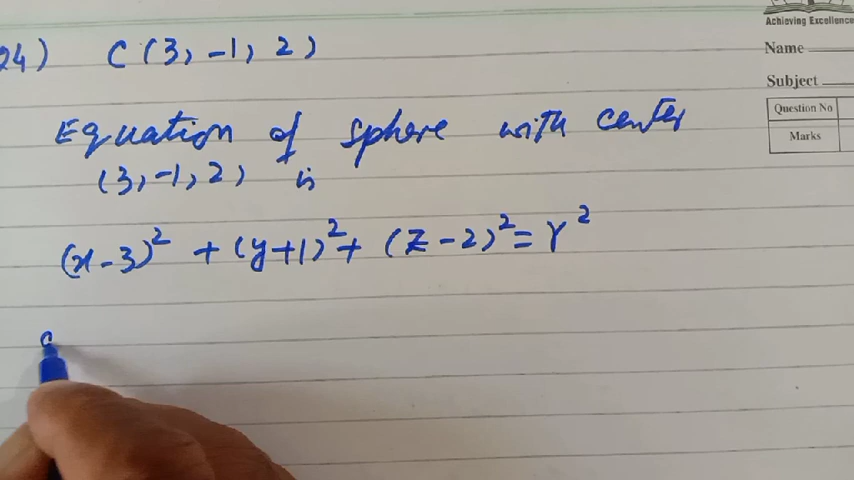 24) C (3, -1, 2)
Equation of sphere with center
(3, -1, 2) is
(x-3)² + (y+1)² + (z-2)² = r²
Achieving Excellence
Name
Subject
Question No
Marks